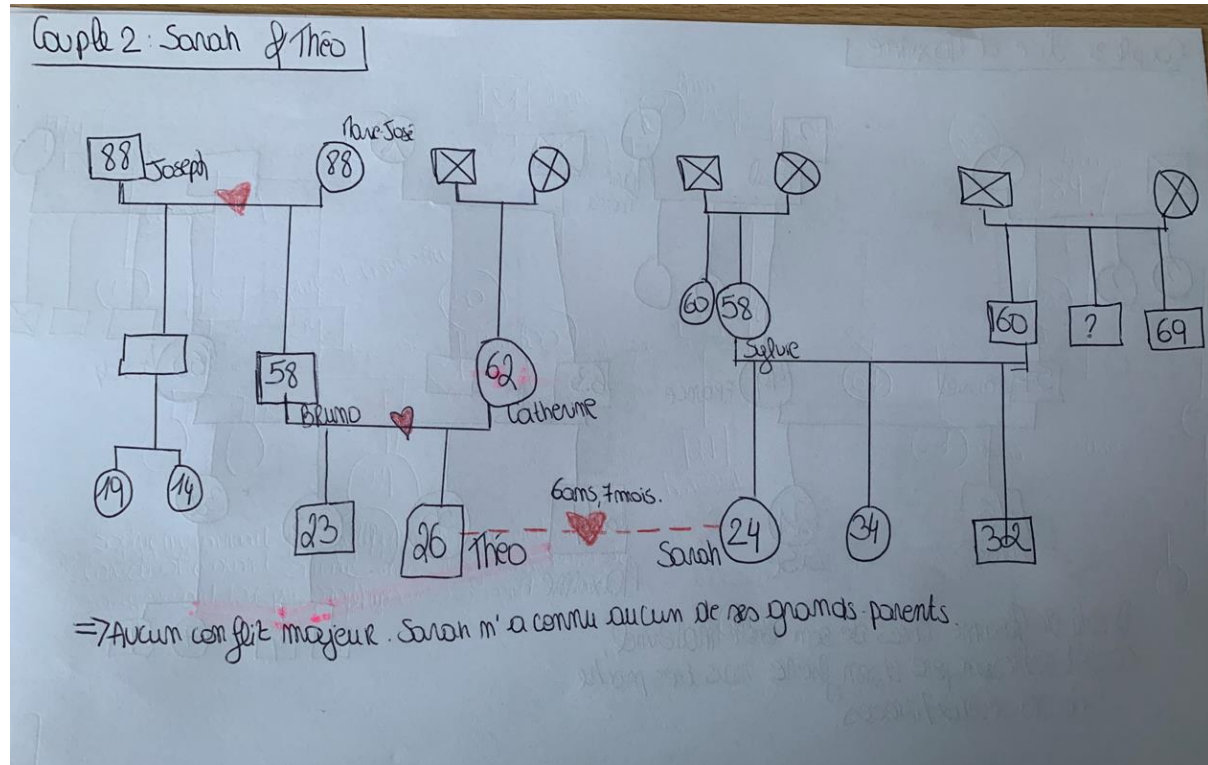 Couple 2: Sarah & Théo
Marie-José
88 Joseph
88
60 58
Sylvie
160 ? 69
58
Bruno
62
Catherine
19 14
6ans, 7mois.
23 26 Théo
Sarah 24 34 32
=> Aucun conflit majeur. Sarah n'a connu aucun de ses grands-parents.